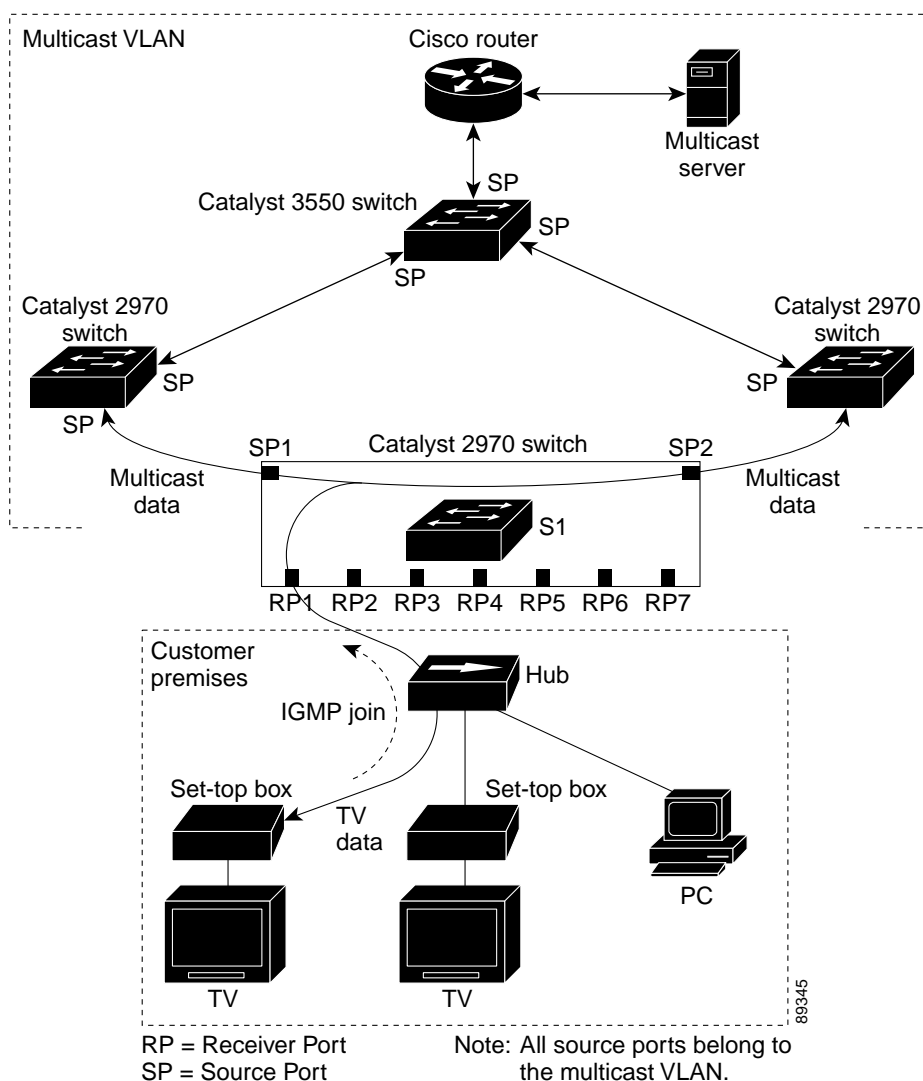 Multicast VLAN
Cisco router
Multicast
server
SP
Catalyst 3550 switch
SP
SP
Catalyst 2970
switch
Catalyst 2970
switch
SP
SP
SP
SP1
Catalyst 2970 switch
SP2
Multicast
data
Multicast
data
S1
RP1
RP2
RP3
RP4
RP5
RP6
RP7
Customer
premises
Hub
IGMP join
Set-top box
Set-top box
TV
data
PC
TV
TV
89345
RP = Receiver Port
SP = Source Port
Note: All source ports belong to
the multicast VLAN.